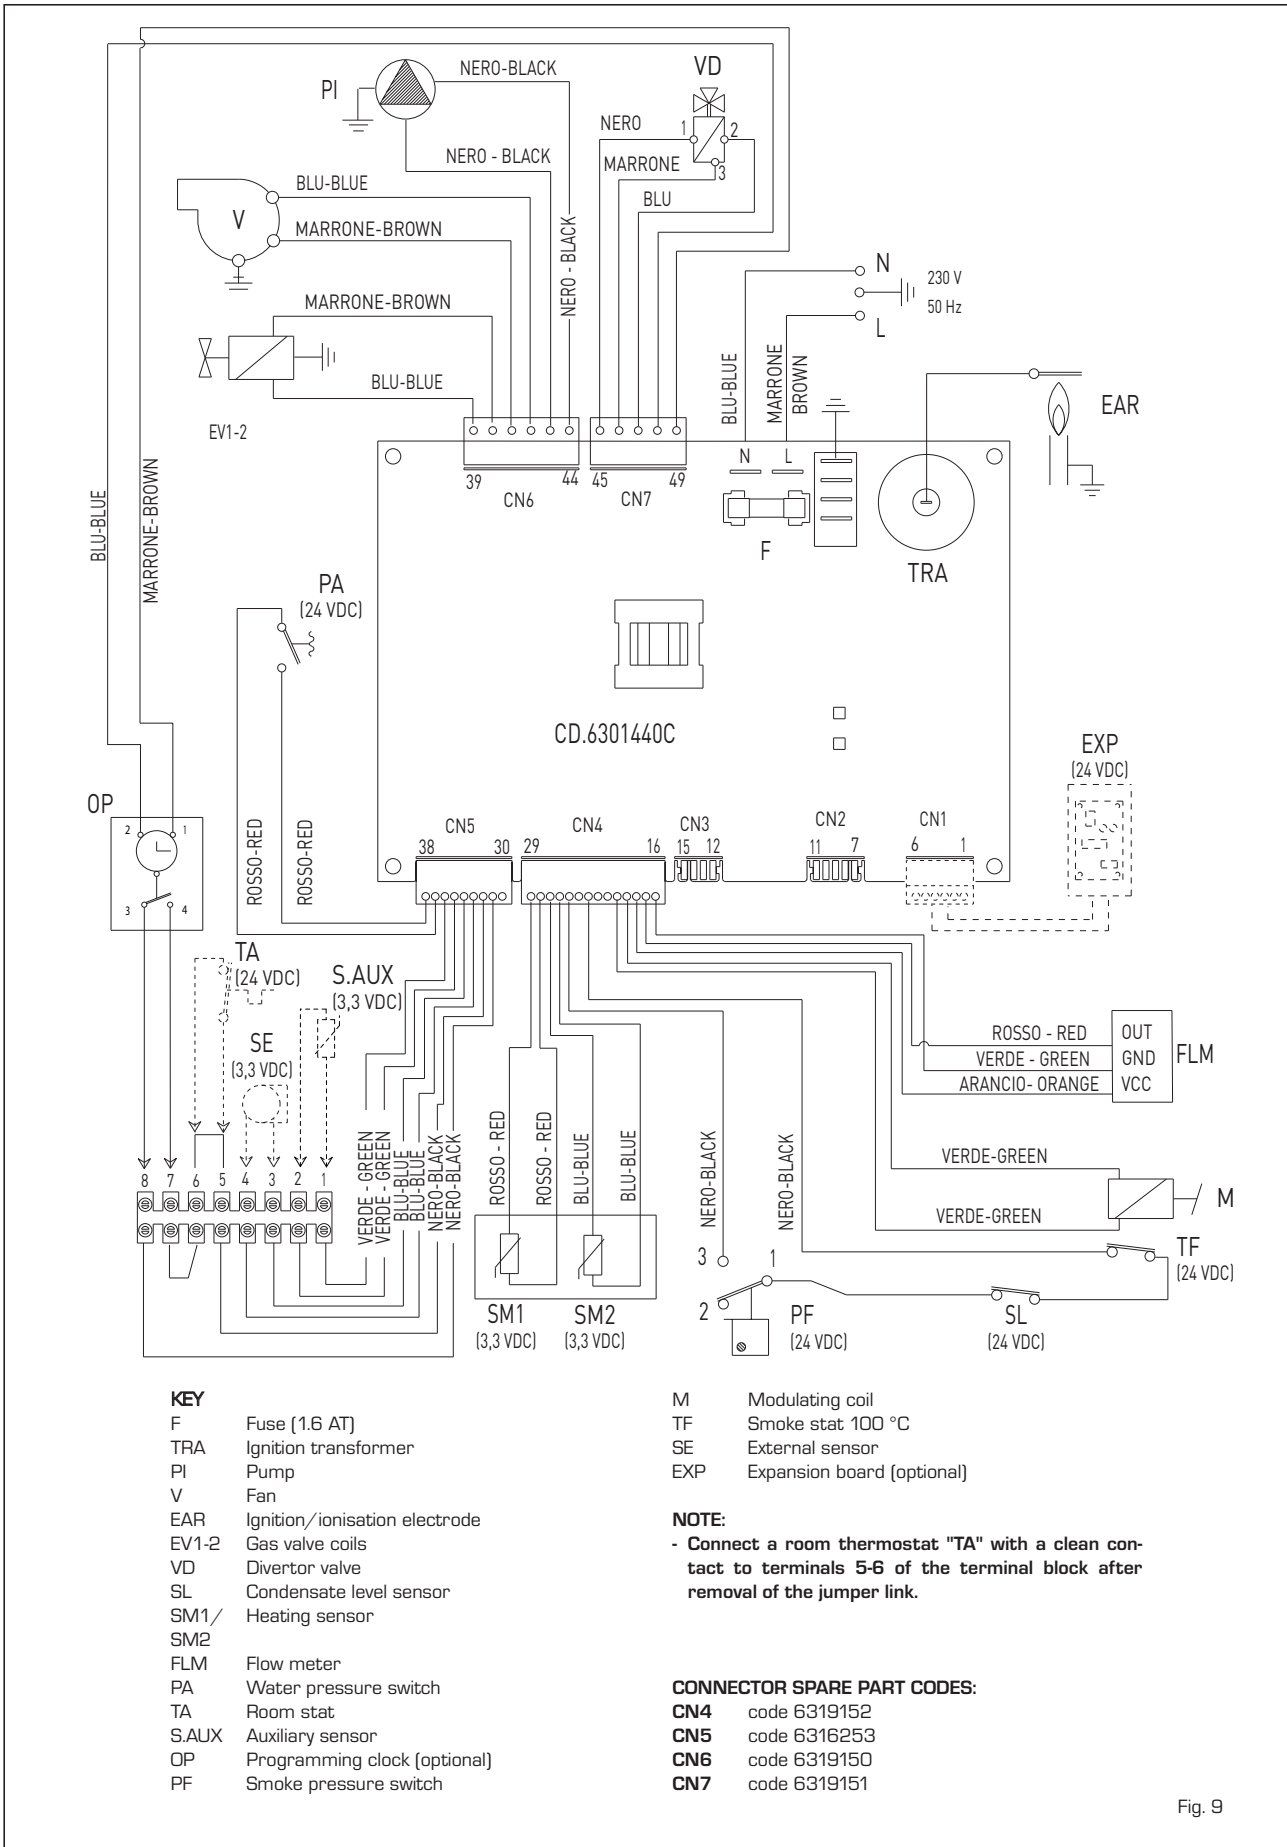 PI
NERO-BLACK
VD
NERO
1
2
NERO - BLACK
MARRONE
3
BLU-BLUE
BLU
V
MARRONE-BROWN
NERO - BLACK
N
230 V
50 Hz
L
MARRONE-BROWN
BLU-BLUE
MARRONE
BROWN
BLU-BLUE
EAR
EV1-2
N
L
39
44
45
49
CN6
CN7
F
TRA
BLU-BLUE
MARRONE-BROWN
PA
(24 VDC)
CD.6301440C
EXP
(24 VDC)
OP
2
1
3
4
ROSSO-RED
ROSSO-RED
CN5
CN4
CN3
CN2
CN1
38
30
29
16
15
12
11
7
6
1
TA
(24 VDC)
S.AUX
(3,3 VDC)
SE
(3,3 VDC)
ROSSO - RED
OUT
VERDE - GREEN
GND
FLM
ARANCIO- ORANGE
VCC
8
7
6
5
4
3
2
1
VERDE - GREEN
VERDE - GREEN
BLU-BLUE
BLU-BLUE
NERO-BLACK
NERO-BLACK
ROSSO - RED
ROSSO - RED
BLU-BLUE
BLU-BLUE
NERO-BLACK
NERO-BLACK
VERDE-GREEN
M
VERDE-GREEN
3
1
2
TF
(24 VDC)
SM1
(3,3 VDC)
SM2
(3,3 VDC)
PF
(24 VDC)
SL
(24 VDC)
KEY
F Fuse (1.6 AT)
TRA Ignition transformer
PI Pump
V Fan
EAR Ignition/ionisation electrode
EV1-2 Gas valve coils
VD Divertor valve
SL Condensate level sensor
SM1/ Heating sensor
SM2
FLM Flow meter
PA Water pressure switch
TA Room stat
S.AUX Auxiliary sensor
OP Programming clock (optional)
PF Smoke pressure switch
M Modulating coil
TF Smoke stat 100 °C
SE External sensor
EXP Expansion board (optional)
NOTE:
- Connect a room thermostat "TA" with a clean con-
tact to terminals 5-6 of the terminal block after
removal of the jumper link.
CONNECTOR SPARE PART CODES:
CN4 code 6319152
CN5 code 6316253
CN6 code 6319150
CN7 code 6319151
Fig. 9